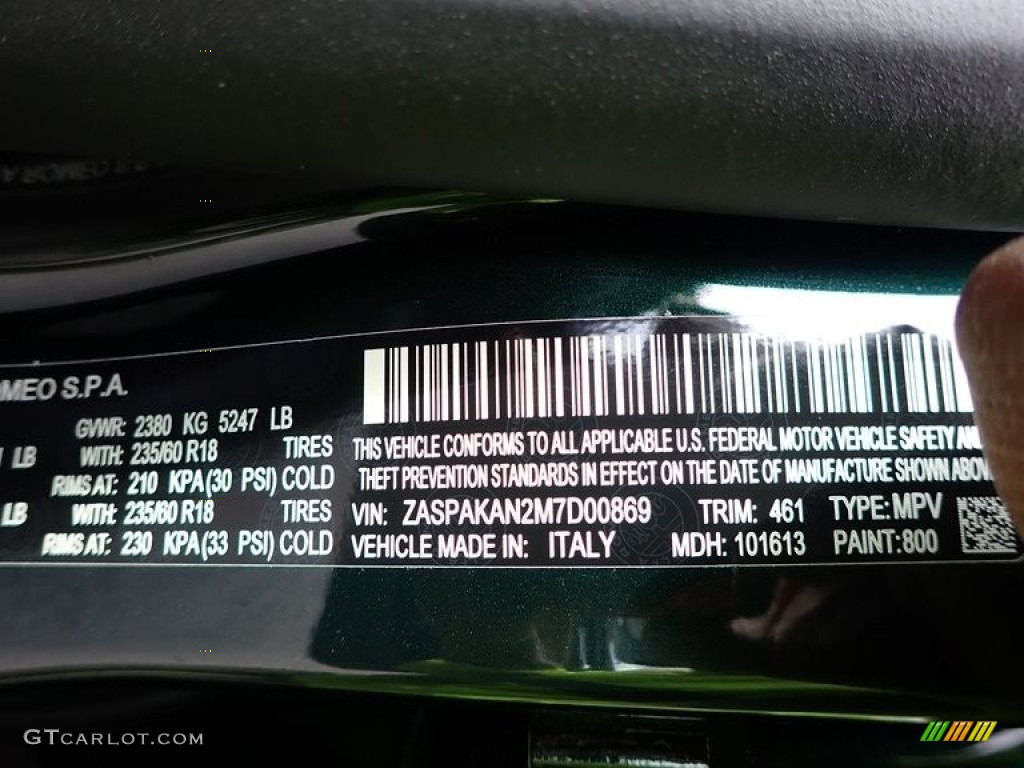 MEO S.P.A.
GVWR: 2380 KG 5247 LB
LB WITH: 235/60 R18 TIRES
RIMS AT: 210 KPA(30 PSI) COLD
LB WITH: 235/60 R18 TIRES
RIMS AT: 230 KPA(33 PSI) COLD
THIS VEHICLE CONFORMS TO ALL APPLICABLE U.S. FEDERAL MOTOR VEHICLE SAFETY AN
THEFT PREVENTION STANDARDS IN EFFECT ON THE DATE OF MANUFACTURE SHOWN ABOV
VIN: ZASPAKAN2M7D00869 TRIM: 461 TYPE: MPV
VEHICLE MADE IN: ITALY MDH: 101613 PAINT: 800
GTCARLOT.COM